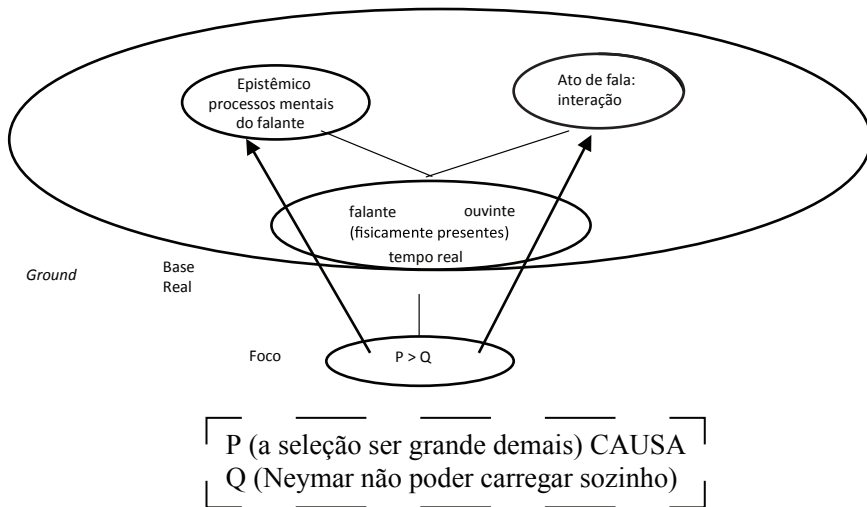 Epistêmico
processos mentais
do falante
Ato de fala:
interação
falante ouvinte
(fisicamente presentes)
tempo real
Ground
Base
Real
Foco
P > Q
P (a seleção ser grande demais) CAUSA
Q (Neymar não poder carregar sozinho)